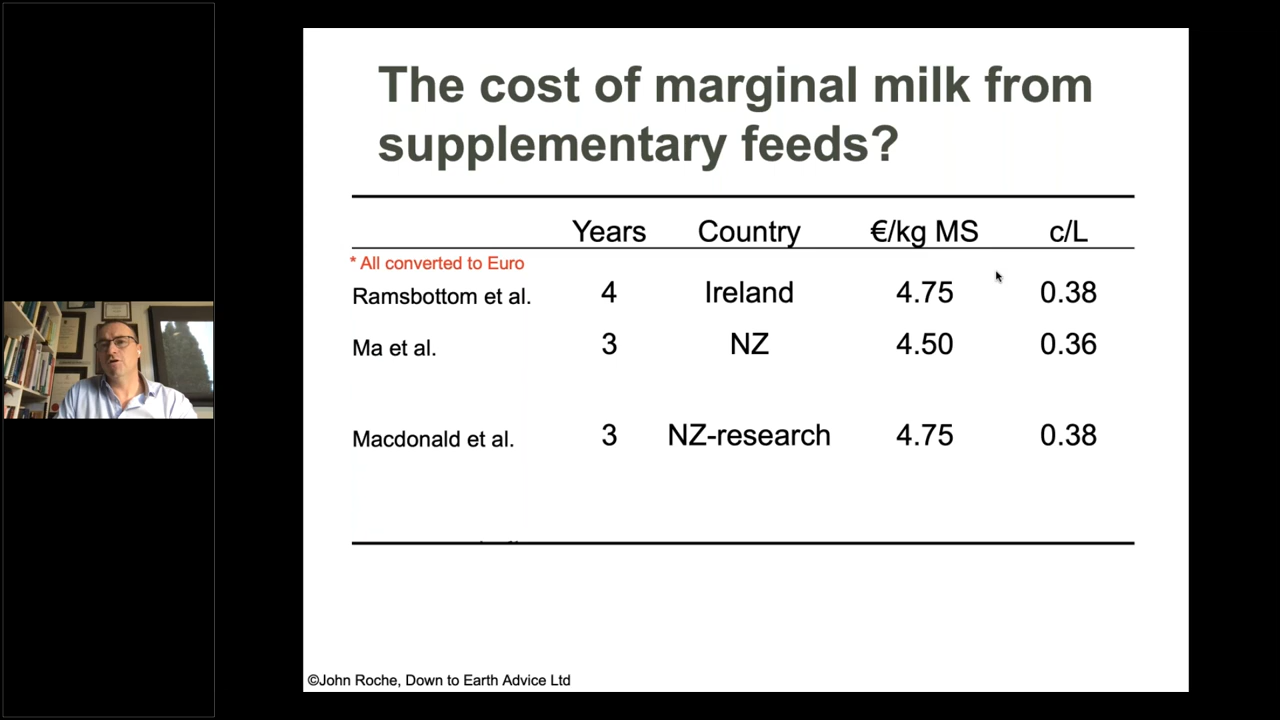 The cost of marginal milk from
supplementary feeds?
Years Country €/kg MS c/L
* All converted to Euro
Ramsbottom et al. 4 Ireland 4.75 0.38
Ma et al. 3 NZ 4.50 0.36
Macdonald et al. 3 NZ-research 4.75 0.38
©John Roche, Down to Earth Advice Ltd